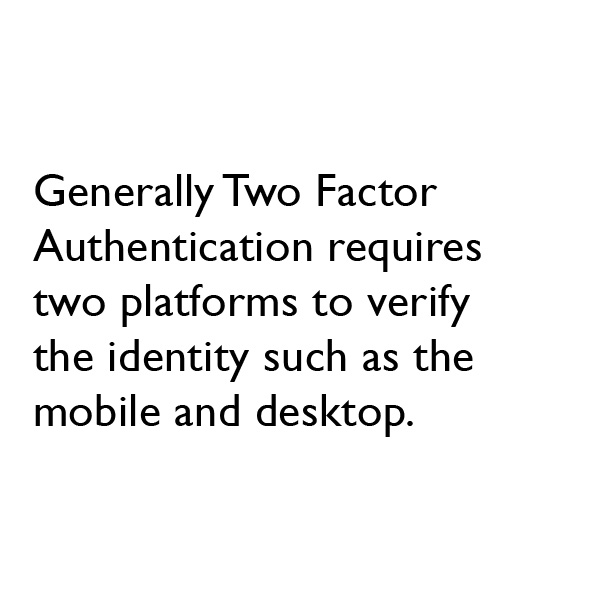 Generally Two Factor
Authentication requires
two platforms to verify
the identity such as the
mobile and desktop.